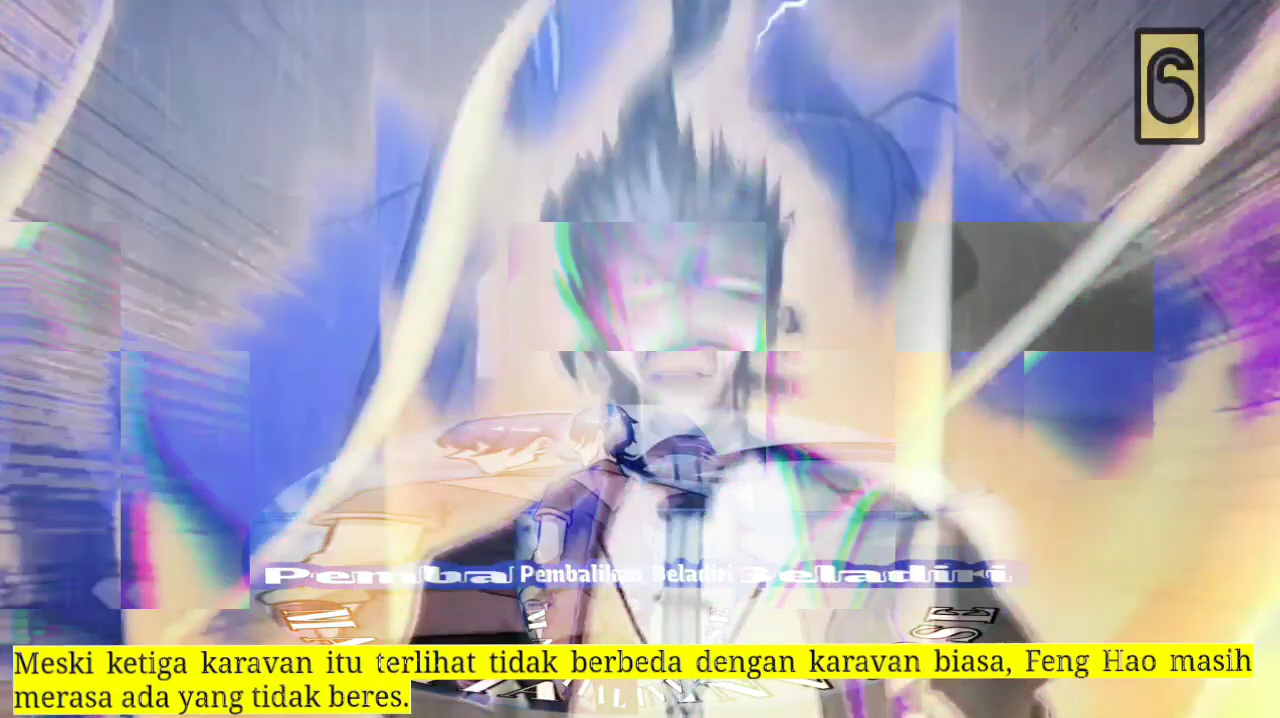 6
Pembalikan Beladiri
Meski ketiga karavan itu terlihat tidak berbeda dengan karavan biasa, Feng Hao masih
merasa ada yang tidak beres.